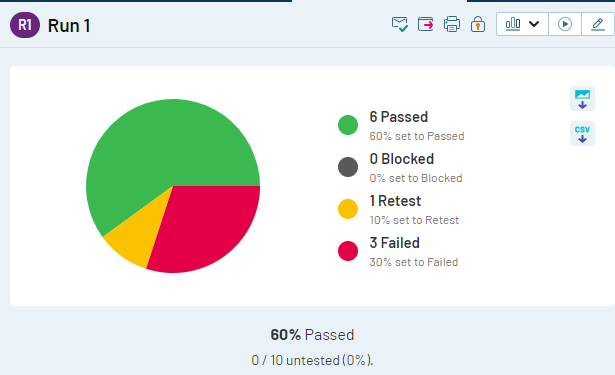 R1 Run 1
6 Passed
60% set to Passed
0 Blocked
0% set to Blocked
1 Retest
10% set to Retest
3 Failed
30% set to Failed
CSV
60% Passed
0 / 10 untested (0%).